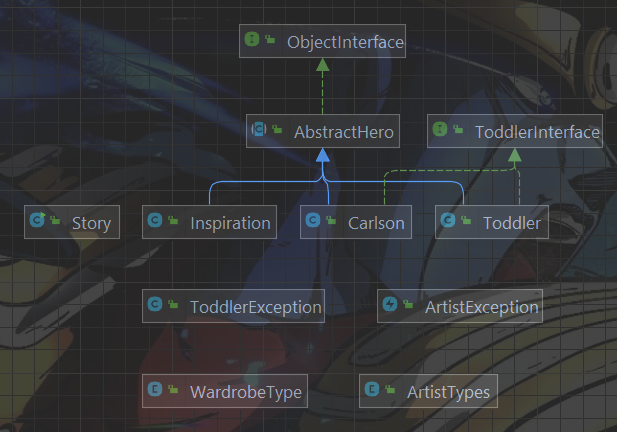 ObjectInterface
AbstractHero
ToddlerInterface
Story
Inspiration
Carlson
Toddler
ToddlerException
ArtistException
WardrobeType
ArtistTypes